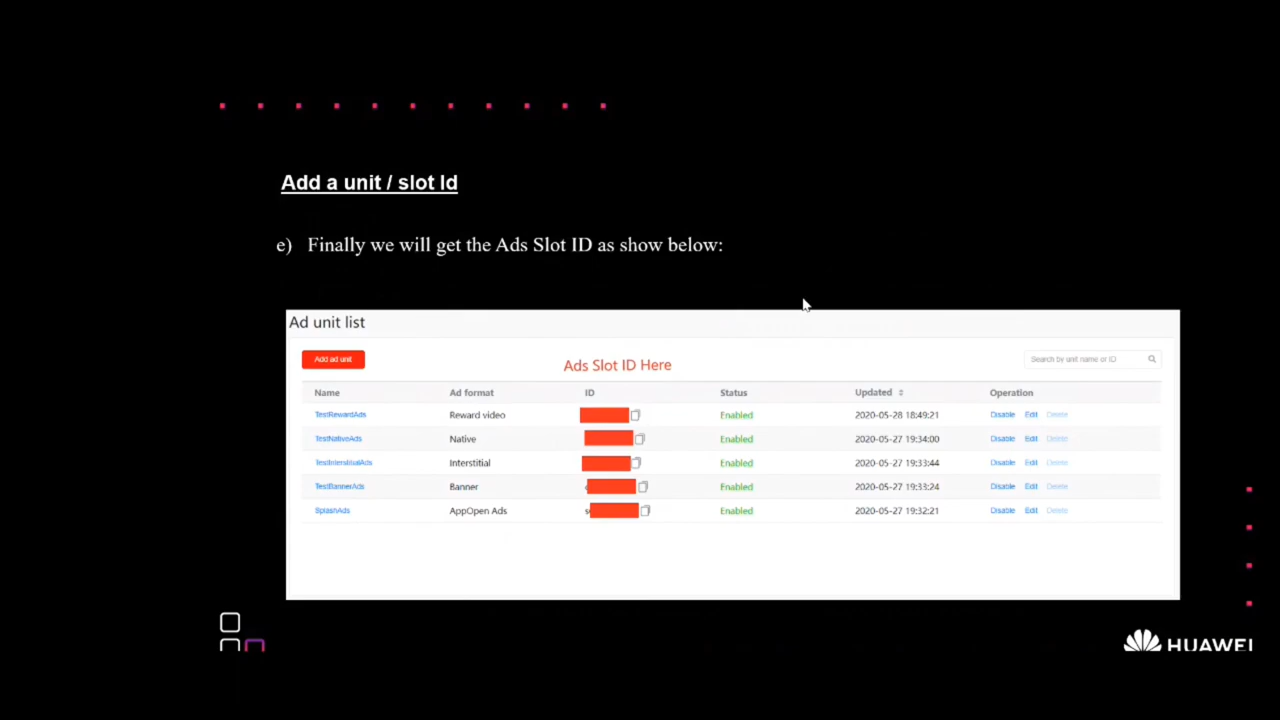 Add a unit / slot Id
e) Finally we will get the Ads Slot ID as show below:
Ad unit list
Add ad unit
Ads Slot ID Here
Search by unit name or ID
Name Ad format ID Status Updated Operation
TestRewardAds Reward video Enabled 2020-05-28 18:49:21 Disable Edit Delete
TestNativeAds Native Enabled 2020-05-27 19:34:00 Disable Edit Delete
TestInterstitialAds Interstitial Enabled 2020-05-27 19:33:44 Disable Edit Delete
TestBannerAds Banner Enabled 2020-05-27 19:33:24 Disable Edit Delete
SplashAds AppOpen Ads Enabled 2020-05-27 19:32:21 Disable Edit Delete
HUAWEI